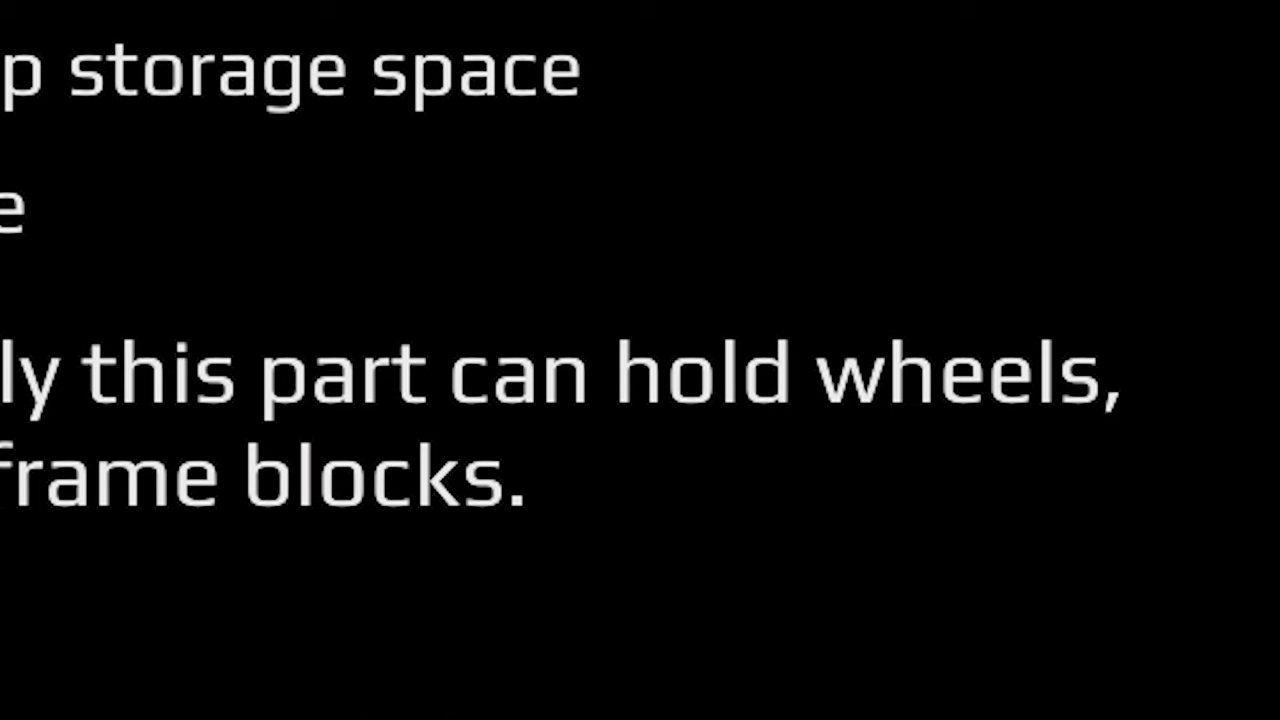 p storage space
e
ly this part can hold wheels,
frame blocks.